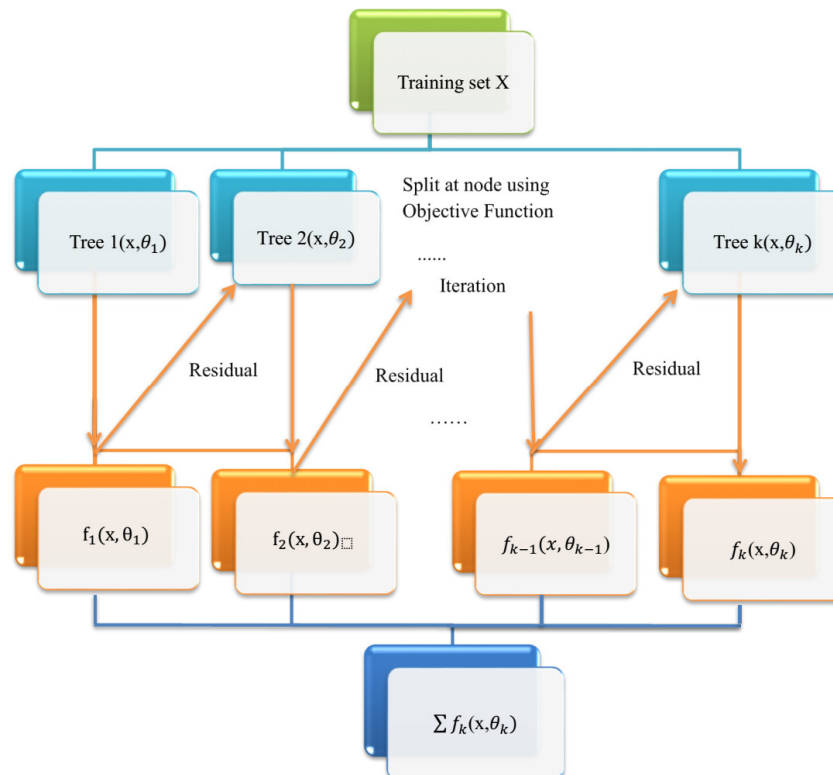 Training set X
Tree 1(x,θ₁)
Tree 2(x,θ₂)
Split at node using
Objective Function
......
Iteration
Tree k(x,θₖ)
Residual
Residual
Residual
......
f₁(x, θ₁)
f₂(x, θ₂)
fₖ₋₁(x, θₖ₋₁)
fₖ(x,θₖ)
∑ fₖ(x,θₖ)